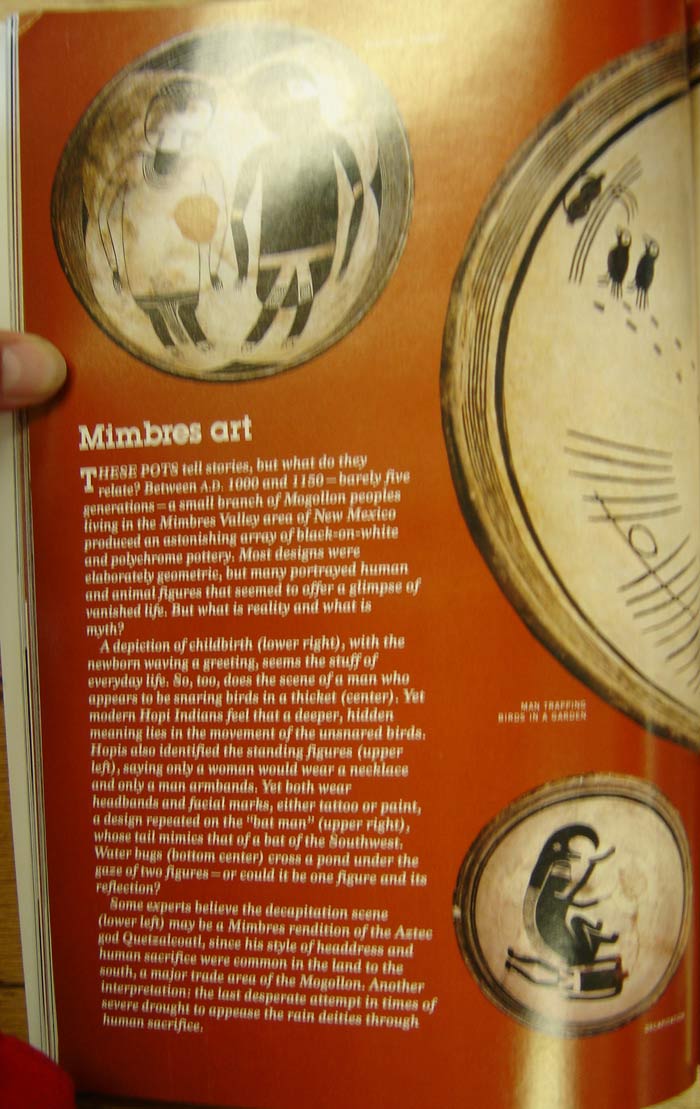 Mimbres art
THESE POTS tell stories, but what do they
relate? Between A.D. 1000 and 1150—barely five
generations—a small branch of Mogollon peoples
living in the Mimbres Valley area of New Mexico
produced an astonishing array of black-on-white
and polychrome pottery. Most designs were
elaborately geometric, but many portrayed human
and animal figures that seemed to offer a glimpse of
vanished life. But what is reality and what is
myth?
A depiction of childbirth (lower right), with the
newborn waving a greeting, seems the stuff of
everyday life. So, too, does the scene of a man who
appears to be snaring birds in a thicket (center). Yet
modern Hopi Indians feel that a deeper, hidden
meaning lies in the movement of the unsnared birds.
Hopis also identified the standing figures (upper
left), saying only a woman would wear a necklace
and only a man armbands. Yet both wear
headbands and facial marks, either tattoo or paint,
a design repeated on the "bat man" (upper right),
whose tail mimics that of a bat of the Southwest.
Water bugs (bottom center) cross a pond under the
gaze of two figures—or could it be one figure and its
reflection?
Some experts believe the decapitation scene
(lower left) may be a Mimbres rendition of the Aztec
god Quetzalcoatl, since his style of headdress and
human sacrifice were common in the land to the
south, a major trade area of the Mogollon. Another
interpretation: the last desperate attempt in times of
severe drought to appease the rain deities through
human sacrifice.
MAN TRAPPING
BIRDS IN A GARDEN
DECAPITATION